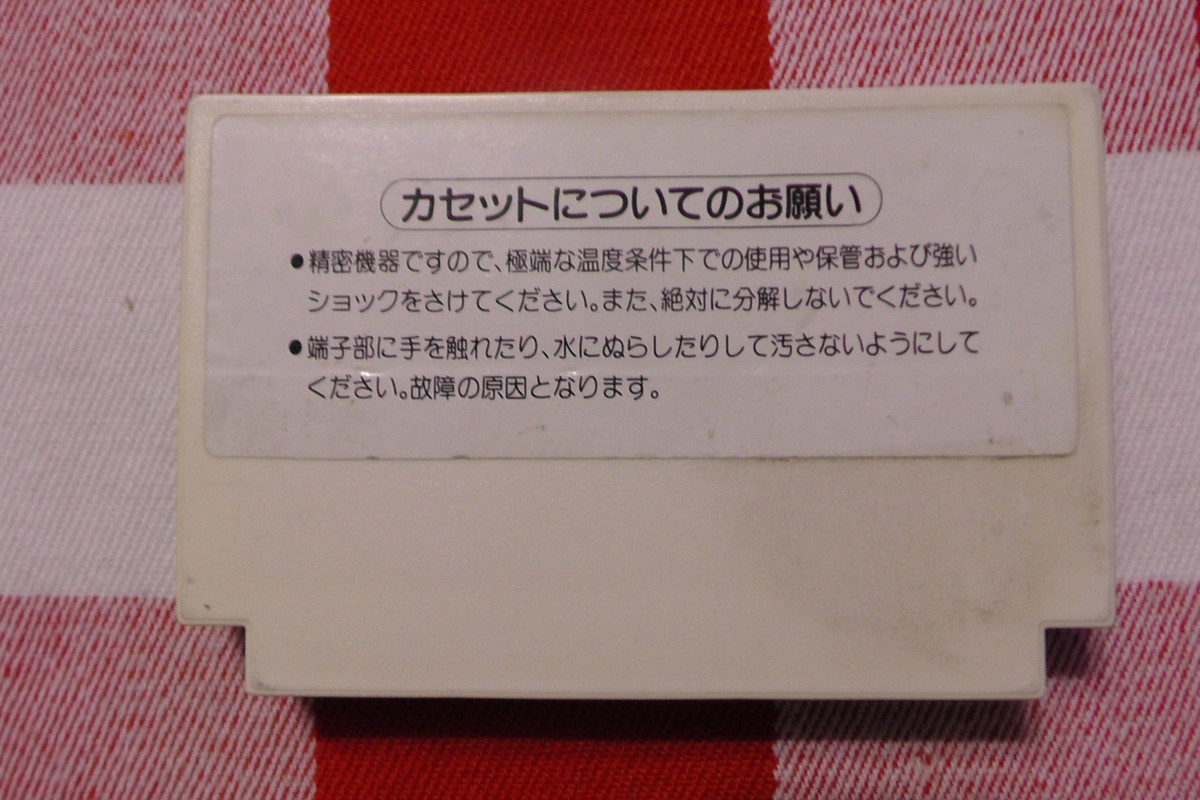 カセットについてのお願い
●精密機器ですので、極端な温度条件下での使用や保管および強い
ショックをさけてください。また、絶対に分解しないでください。
●端子部に手を触れたり、水にぬらしたりして汚さないようにして
ください。故障の原因となります。